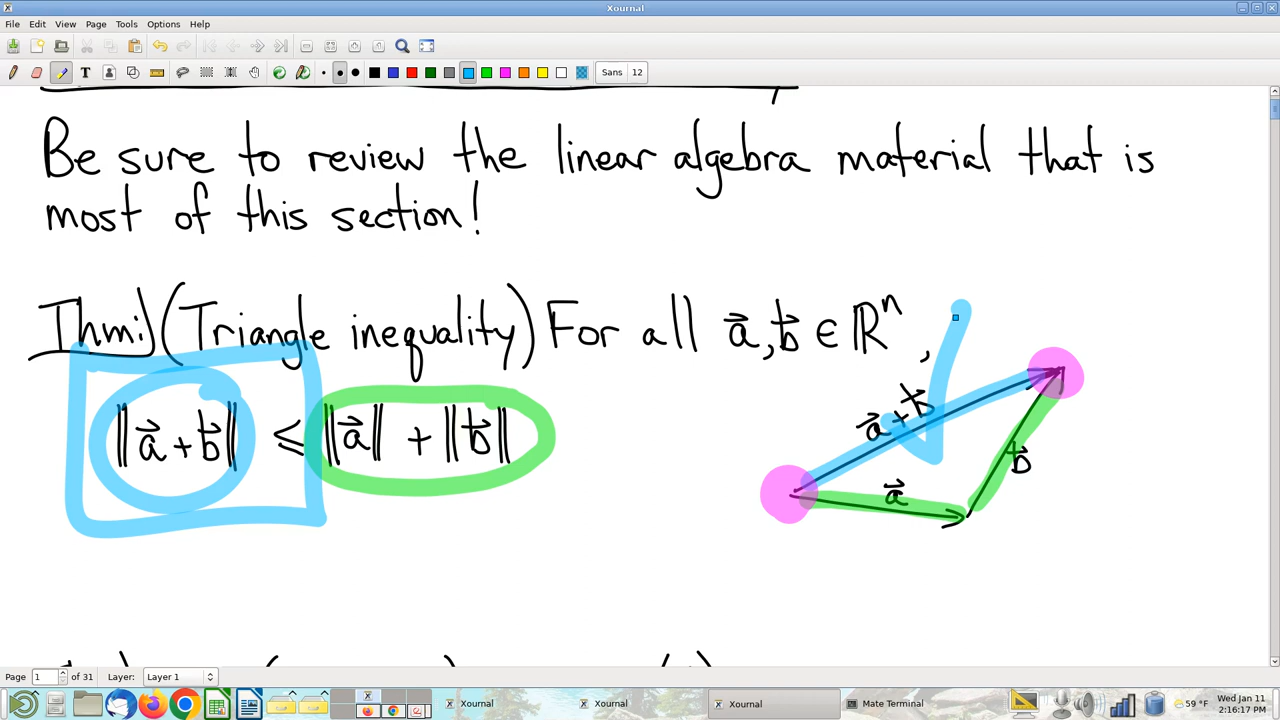 Xournal
File Edit View Page Tools Options Help
Sans 12
Be sure to review the linear algebra material that is
most of this section!
Thm: (Triangle inequality) For all a⃗, b⃗ ∈ ℝⁿ,
‖a⃗ + b⃗‖ ≤ ‖a⃗‖ + ‖b⃗‖
a⃗ + b⃗
b⃗
a⃗
Page 1 of 31 Layer: Layer 1
Xournal Xournal Xournal Mate Terminal 59 °F Wed Jan 11
2:16:17 PM